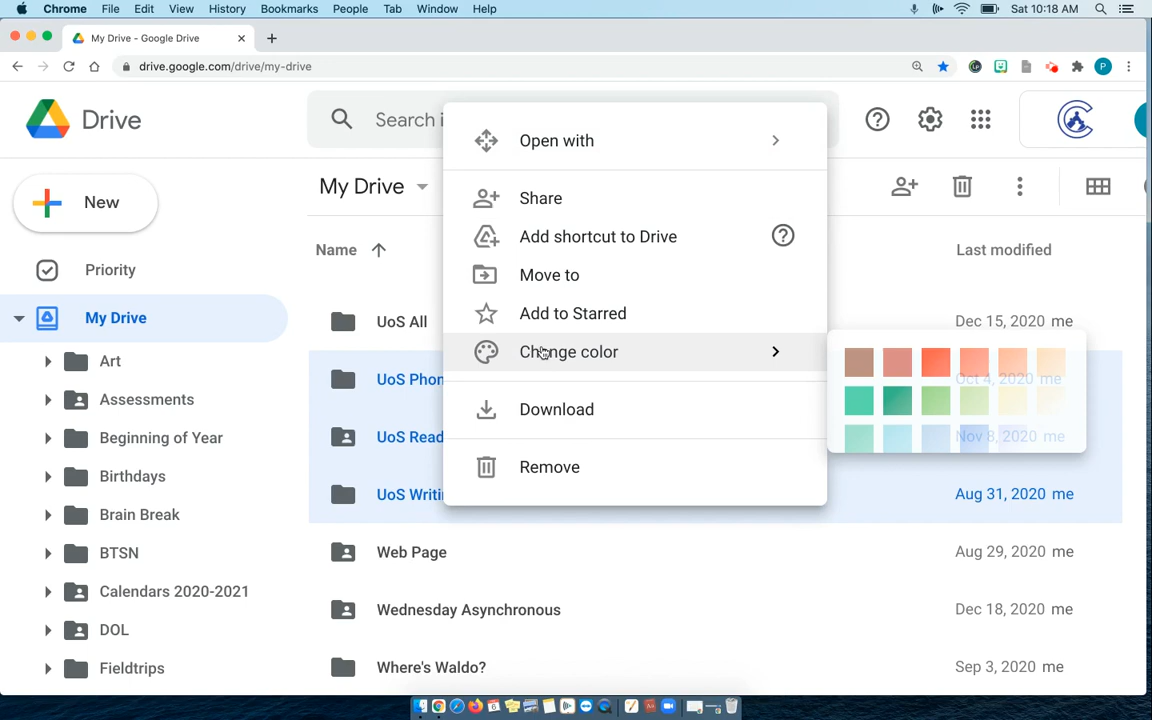 Chrome File Edit View History Bookmarks People Tab Window Help Sat 10:18 AM
My Drive - Google Drive
drive.google.com/drive/my-drive
P
Drive
Search i
My Drive
New
Name
Last modified
Priority
My Drive
Art
Assessments
Beginning of Year
Birthdays
Brain Break
BTSN
Calendars 2020-2021
DOL
Fieldtrips
UoS All Dec 15, 2020 me
UoS Phon Oct 4, 2020 me
UoS Read Nov 8, 2020 me
UoS Writi Aug 31, 2020 me
Web Page Aug 29, 2020 me
Wednesday Asynchronous Dec 18, 2020 me
Where's Waldo? Sep 3, 2020 me
Open with
Share
Add shortcut to Drive
Move to
Add to Starred
Change color
Download
Remove